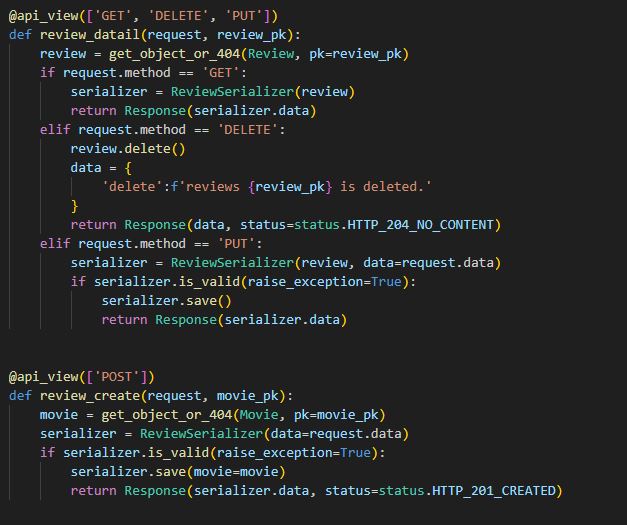 @api_view(['GET', 'DELETE', 'PUT'])
def review_datail(request, review_pk):
    review = get_object_or_404(Review, pk=review_pk)
    if request.method == 'GET':
        serializer = ReviewSerializer(review)
        return Response(serializer.data)
    elif request.method == 'DELETE':
        review.delete()
        data = {
            'delete':f'reviews {review_pk} is deleted.'
        }
        return Response(data, status=status.HTTP_204_NO_CONTENT)
    elif request.method == 'PUT':
        serializer = ReviewSerializer(review, data=request.data)
        if serializer.is_valid(raise_exception=True):
            serializer.save()
            return Response(serializer.data)
@api_view(['POST'])
def review_create(request, movie_pk):
    movie = get_object_or_404(Movie, pk=movie_pk)
    serializer = ReviewSerializer(data=request.data)
    if serializer.is_valid(raise_exception=True):
        serializer.save(movie=movie)
        return Response(serializer.data, status=status.HTTP_201_CREATED)